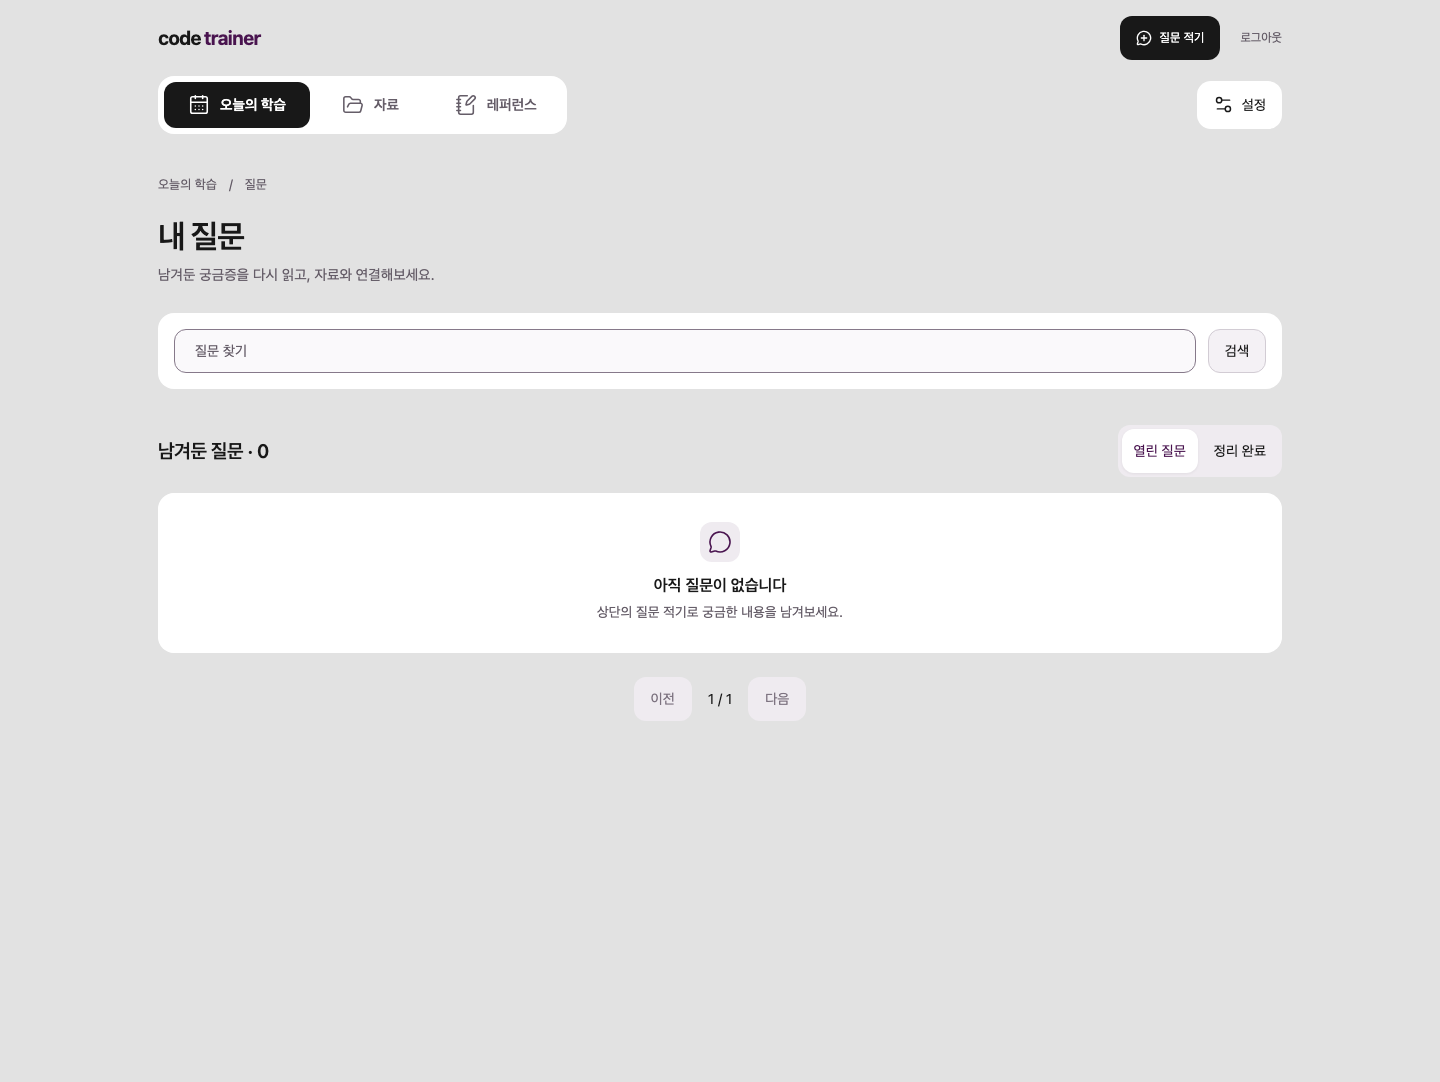 code trainer
질문 적기
로그아웃
오늘의 학습
자료
레퍼런스
설정
오늘의 학습 / 질문
내 질문
남겨둔 궁금증을 다시 읽고, 자료와 연결해보세요.
질문 찾기
검색
남겨둔 질문 · 0
열린 질문
정리 완료
아직 질문이 없습니다
상단의 질문 적기로 궁금한 내용을 남겨보세요.
이전
1 / 1
다음